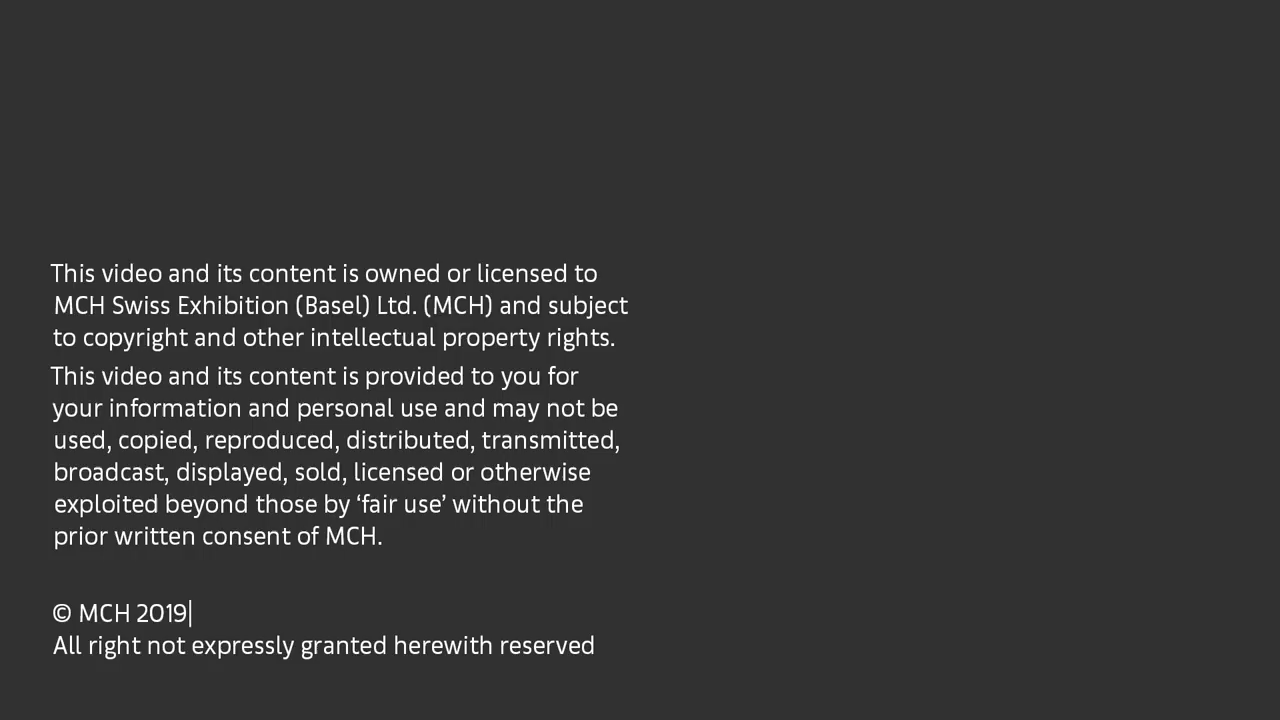 This video and its content is owned or licensed to
MCH Swiss Exhibition (Basel) Ltd. (MCH) and subject
to copyright and other intellectual property rights.
This video and its content is provided to you for
your information and personal use and may not be
used, copied, reproduced, distributed, transmitted,
broadcast, displayed, sold, licensed or otherwise
exploited beyond those by ‘fair use’ without the
prior written consent of MCH.
© MCH 2019|
All right not expressly granted herewith reserved